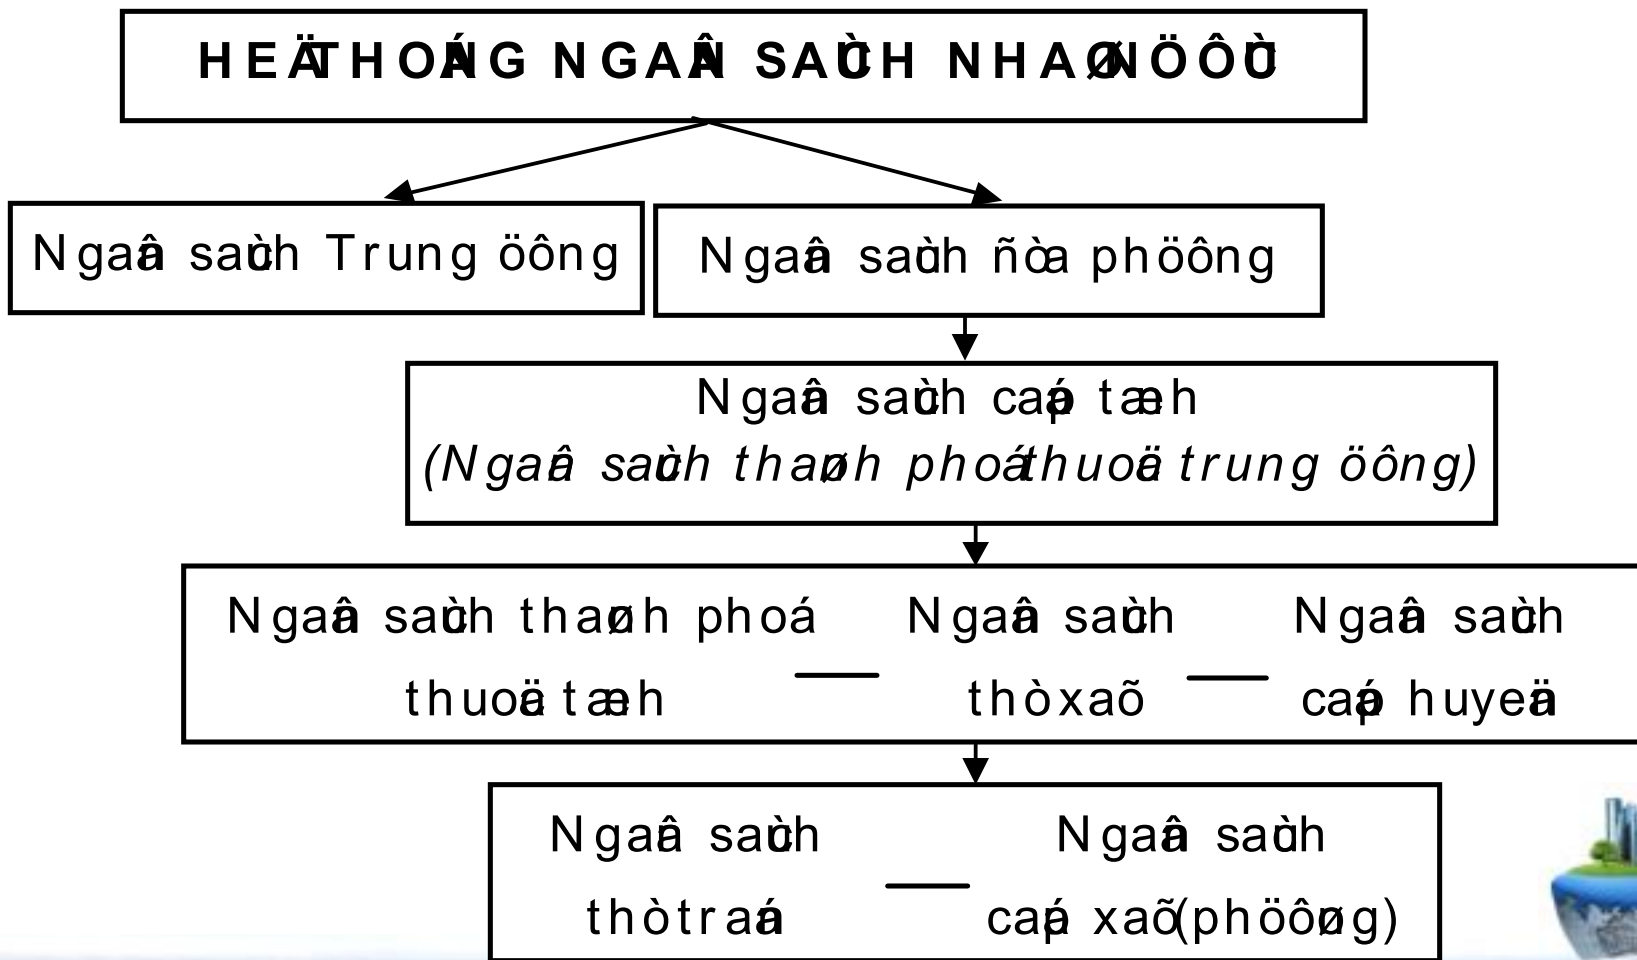 HEÄ THOÁNG NGAÂN SAÙCH NHAØ NÖÔÙC
Ngaân saùch Trung öông
Ngaân saùch ñòa phöông
Ngaân saùch caáp tænh
(Ngaân saùch thaønh phoá thuoäc trung öông)
Ngaân saùch thaønh phoá
thuoäc tænh
Ngaân saùch
thò xaõ
Ngaân saùch
caáp huyeän
Ngaân saùch
thò traán
Ngaân saùch
caáp xaõ (phöôøng)